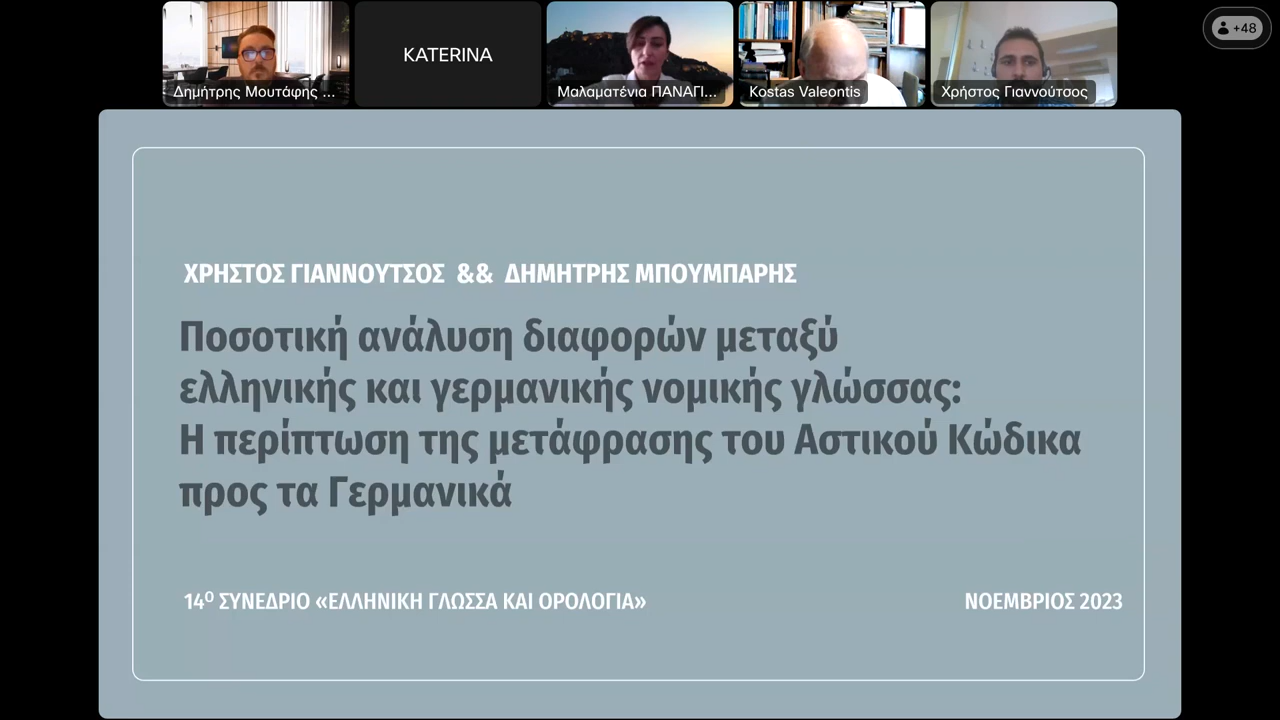 Δημήτρης Μουτάφης ...
KATERINA
Μαλαματένια ΠΑΝΑΓΙ...
Kostas Valeontis
Χρήστος Γιαννούτσος
+48
ΧΡΗΣΤΟΣ ΓΙΑΝΝΟΥΤΣΟΣ && ΔΗΜΗΤΡΗΣ ΜΠΟΥΜΠΑΡΗΣ
Ποσοτική ανάλυση διαφορών μεταξύ
ελληνικής και γερμανικής νομικής γλώσσας:
Η περίπτωση της μετάφρασης του Αστικού Κώδικα
προς τα Γερμανικά
14ο ΣΥΝΕΔΡΙΟ «ΕΛΛΗΝΙΚΗ ΓΛΩΣΣΑ ΚΑΙ ΟΡΟΛΟΓΙΑ»
ΝΟΕΜΒΡΙΟΣ 2023